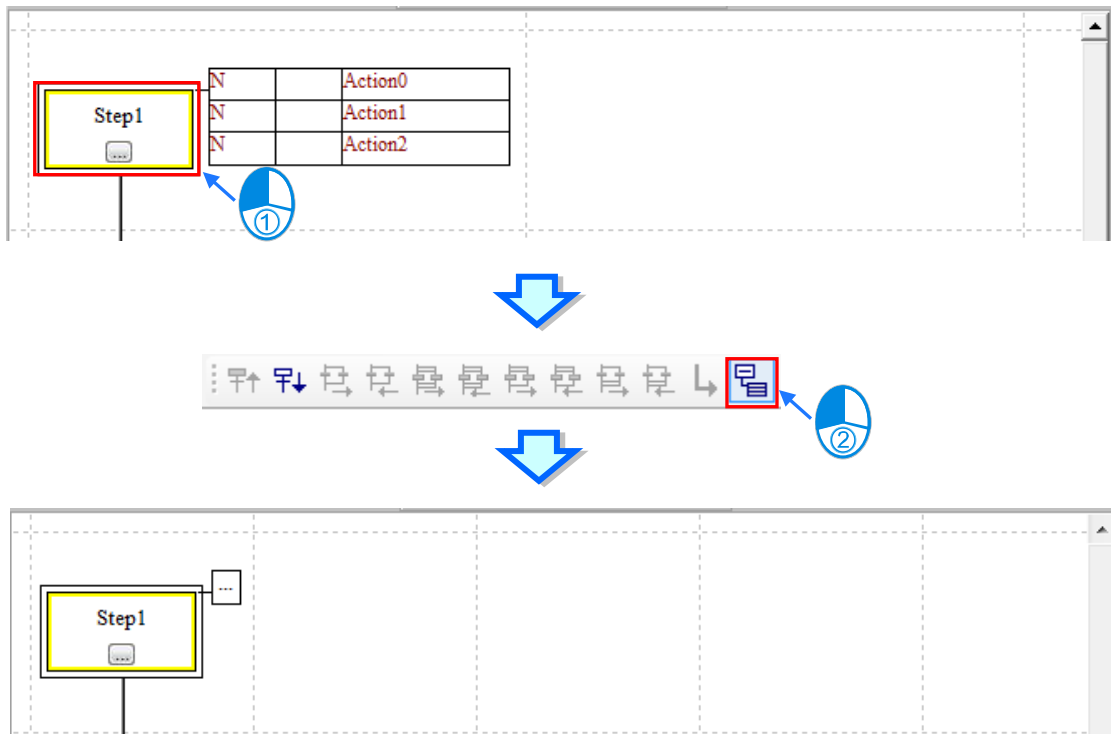 N Action0
Step1 N Action1
... N Action2
①
②
...
Step1
...